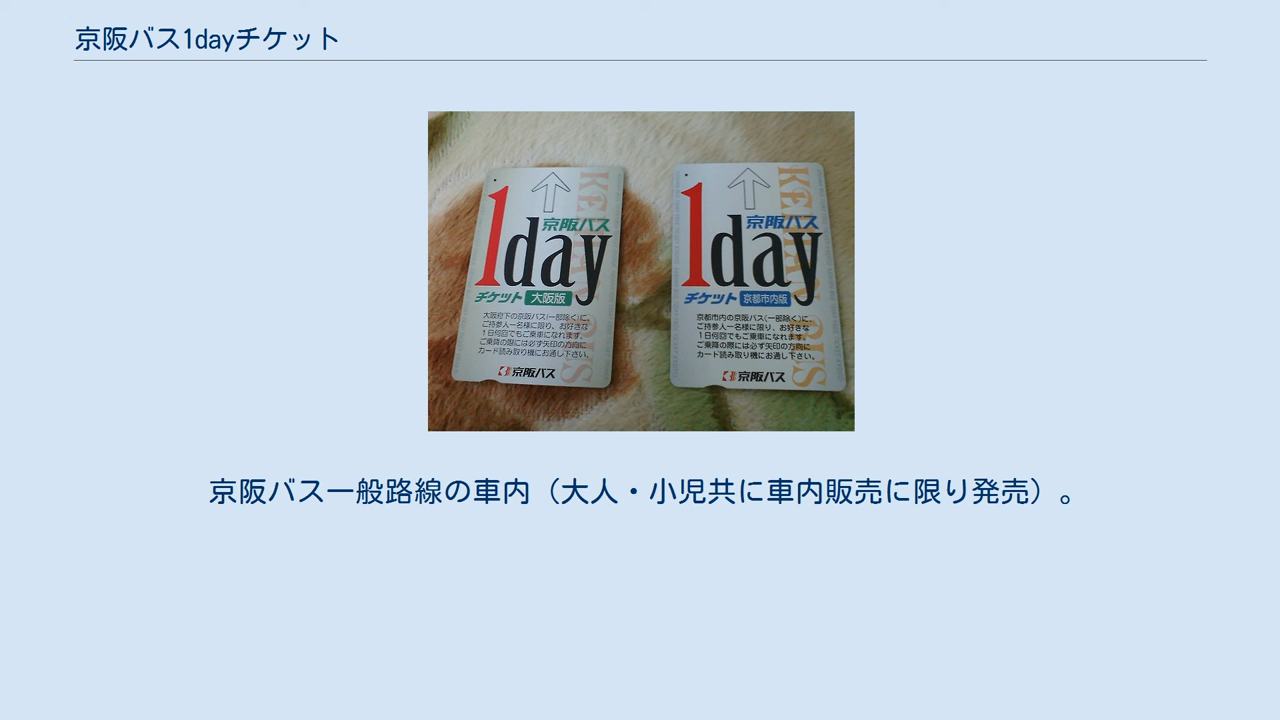 京阪バス1dayチケット
KEIHAN
京阪バス
1day
チケット 大阪版
大阪府下の京阪バス(一部除く)に、
ご持参人一名様に限り、お好きな
1日何回でもご乗車になれます。
ご乗降の際には必ず矢印の方向に
カード読み取り機にお通し下さい。
京阪バス
KEIHAN
京阪バス
1day
チケット 京都市内版
京都市内の京阪バス(一部除く)に、
ご持参人一名様に限り、お好きな
1日何回でもご乗車になれます。
ご乗降の際には必ず矢印の方向に
カード読み取り機にお通し下さい。
京阪バス
京阪バス一般路線の車内(大人・小児共に車内販売に限り発売)。